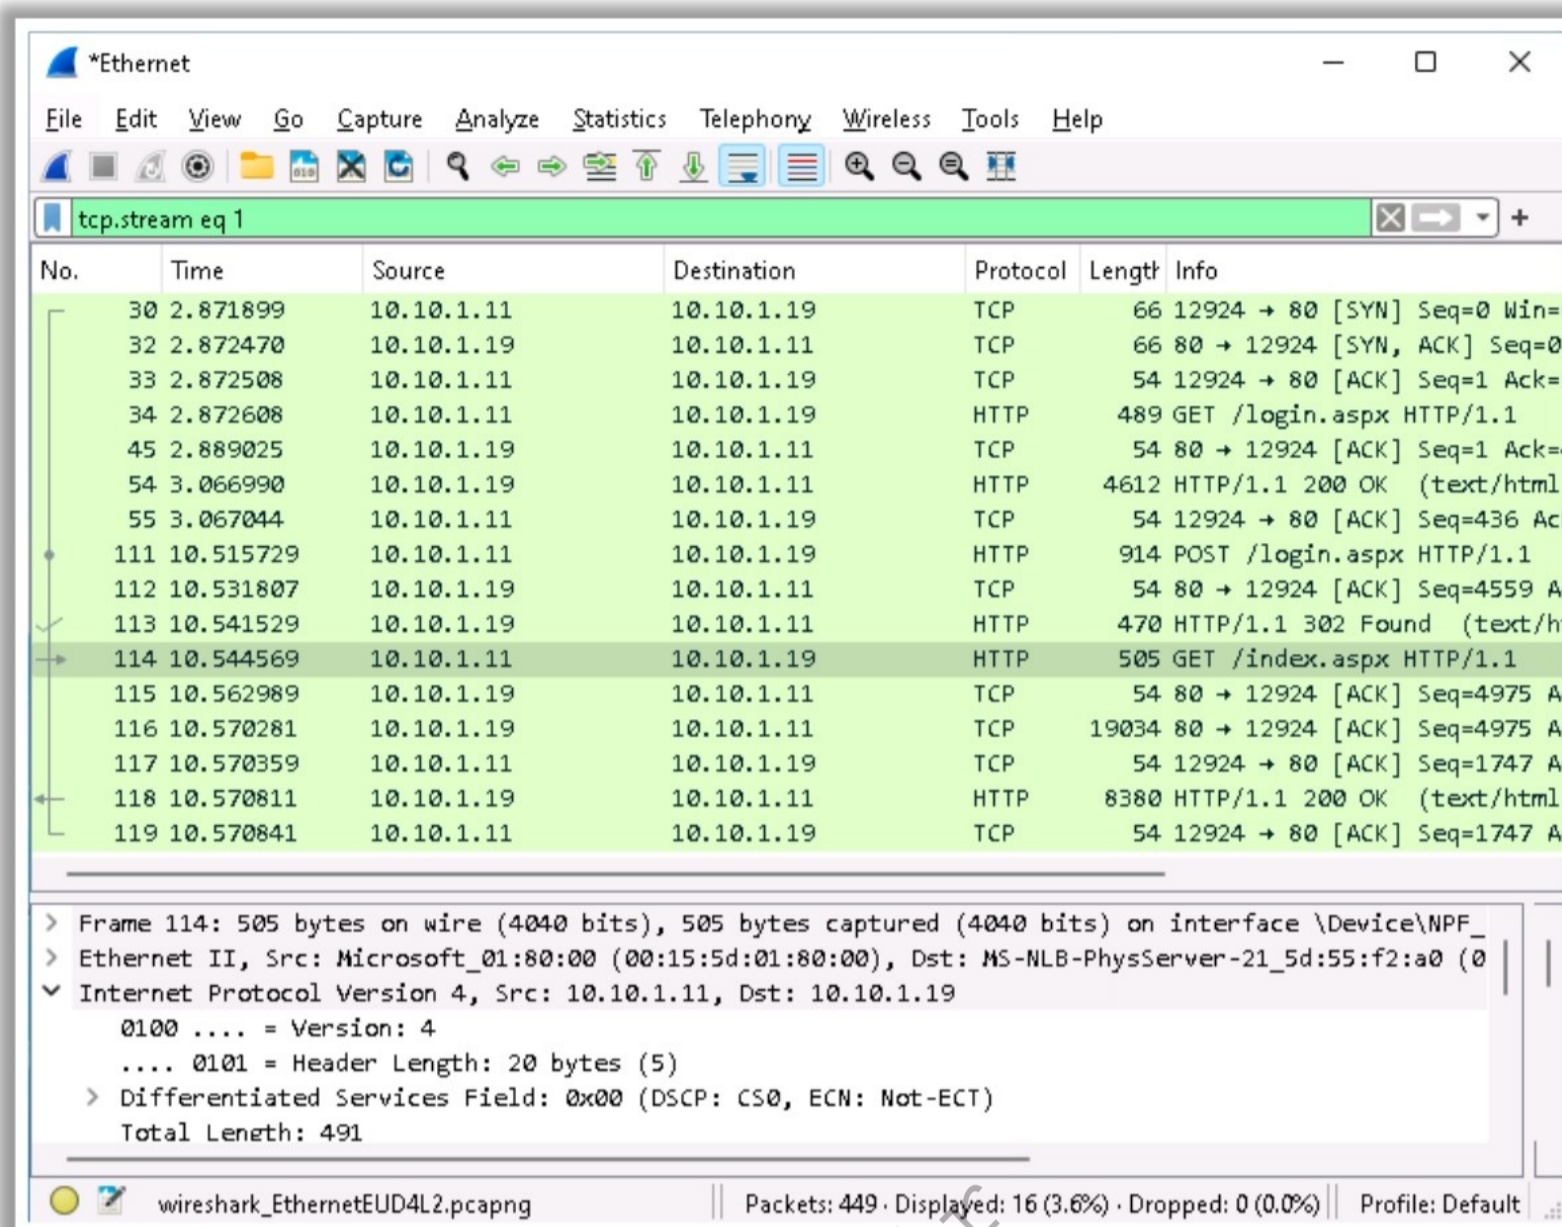 *Ethernet
File Edit View Go Capture Analyze Statistics Telephony Wireless Tools Help
tcp.stream eq 1
No. Time Source Destination Protocol Length Info
30 2.871899 10.10.1.11 10.10.1.19 TCP 66 12924 → 80 [SYN] Seq=0 Win=
32 2.872470 10.10.1.19 10.10.1.11 TCP 66 80 → 12924 [SYN, ACK] Seq=0
33 2.872508 10.10.1.11 10.10.1.19 TCP 54 12924 → 80 [ACK] Seq=1 Ack=
34 2.872608 10.10.1.11 10.10.1.19 HTTP 489 GET /login.aspx HTTP/1.1
45 2.889025 10.10.1.19 10.10.1.11 TCP 54 80 → 12924 [ACK] Seq=1 Ack=
54 3.066990 10.10.1.19 10.10.1.11 HTTP 4612 HTTP/1.1 200 OK (text/html
55 3.067044 10.10.1.11 10.10.1.19 TCP 54 12924 → 80 [ACK] Seq=436 Ac
111 10.515729 10.10.1.11 10.10.1.19 HTTP 914 POST /login.aspx HTTP/1.1
112 10.531807 10.10.1.19 10.10.1.11 TCP 54 80 → 12924 [ACK] Seq=4559 A
113 10.541529 10.10.1.19 10.10.1.11 HTTP 470 HTTP/1.1 302 Found (text/h
114 10.544569 10.10.1.11 10.10.1.19 HTTP 505 GET /index.aspx HTTP/1.1
115 10.562989 10.10.1.19 10.10.1.11 TCP 54 80 → 12924 [ACK] Seq=4975 A
116 10.570281 10.10.1.19 10.10.1.11 TCP 19034 80 → 12924 [ACK] Seq=4975 A
117 10.570359 10.10.1.11 10.10.1.19 TCP 54 12924 → 80 [ACK] Seq=1747 A
118 10.570811 10.10.1.19 10.10.1.11 HTTP 8380 HTTP/1.1 200 OK (text/html
119 10.570841 10.10.1.11 10.10.1.19 TCP 54 12924 → 80 [ACK] Seq=1747 A
Frame 114: 505 bytes on wire (4040 bits), 505 bytes captured (4040 bits) on interface \Device\NPF_
Ethernet II, Src: Microsoft_01:80:00 (00:15:5d:01:80:00), Dst: MS-NLB-PhysServer-21_5d:55:f2:a0 (0
Internet Protocol Version 4, Src: 10.10.1.11, Dst: 10.10.1.19
0100 .... = Version: 4
.... 0101 = Header Length: 20 bytes (5)
Differentiated Services Field: 0x00 (DSCP: CS0, ECN: Not-ECT)
Total Length: 491
wireshark_EthernetEUD4L2.pcapng Packets: 449 · Displayed: 16 (3.6%) · Dropped: 0 (0.0%) Profile: Default